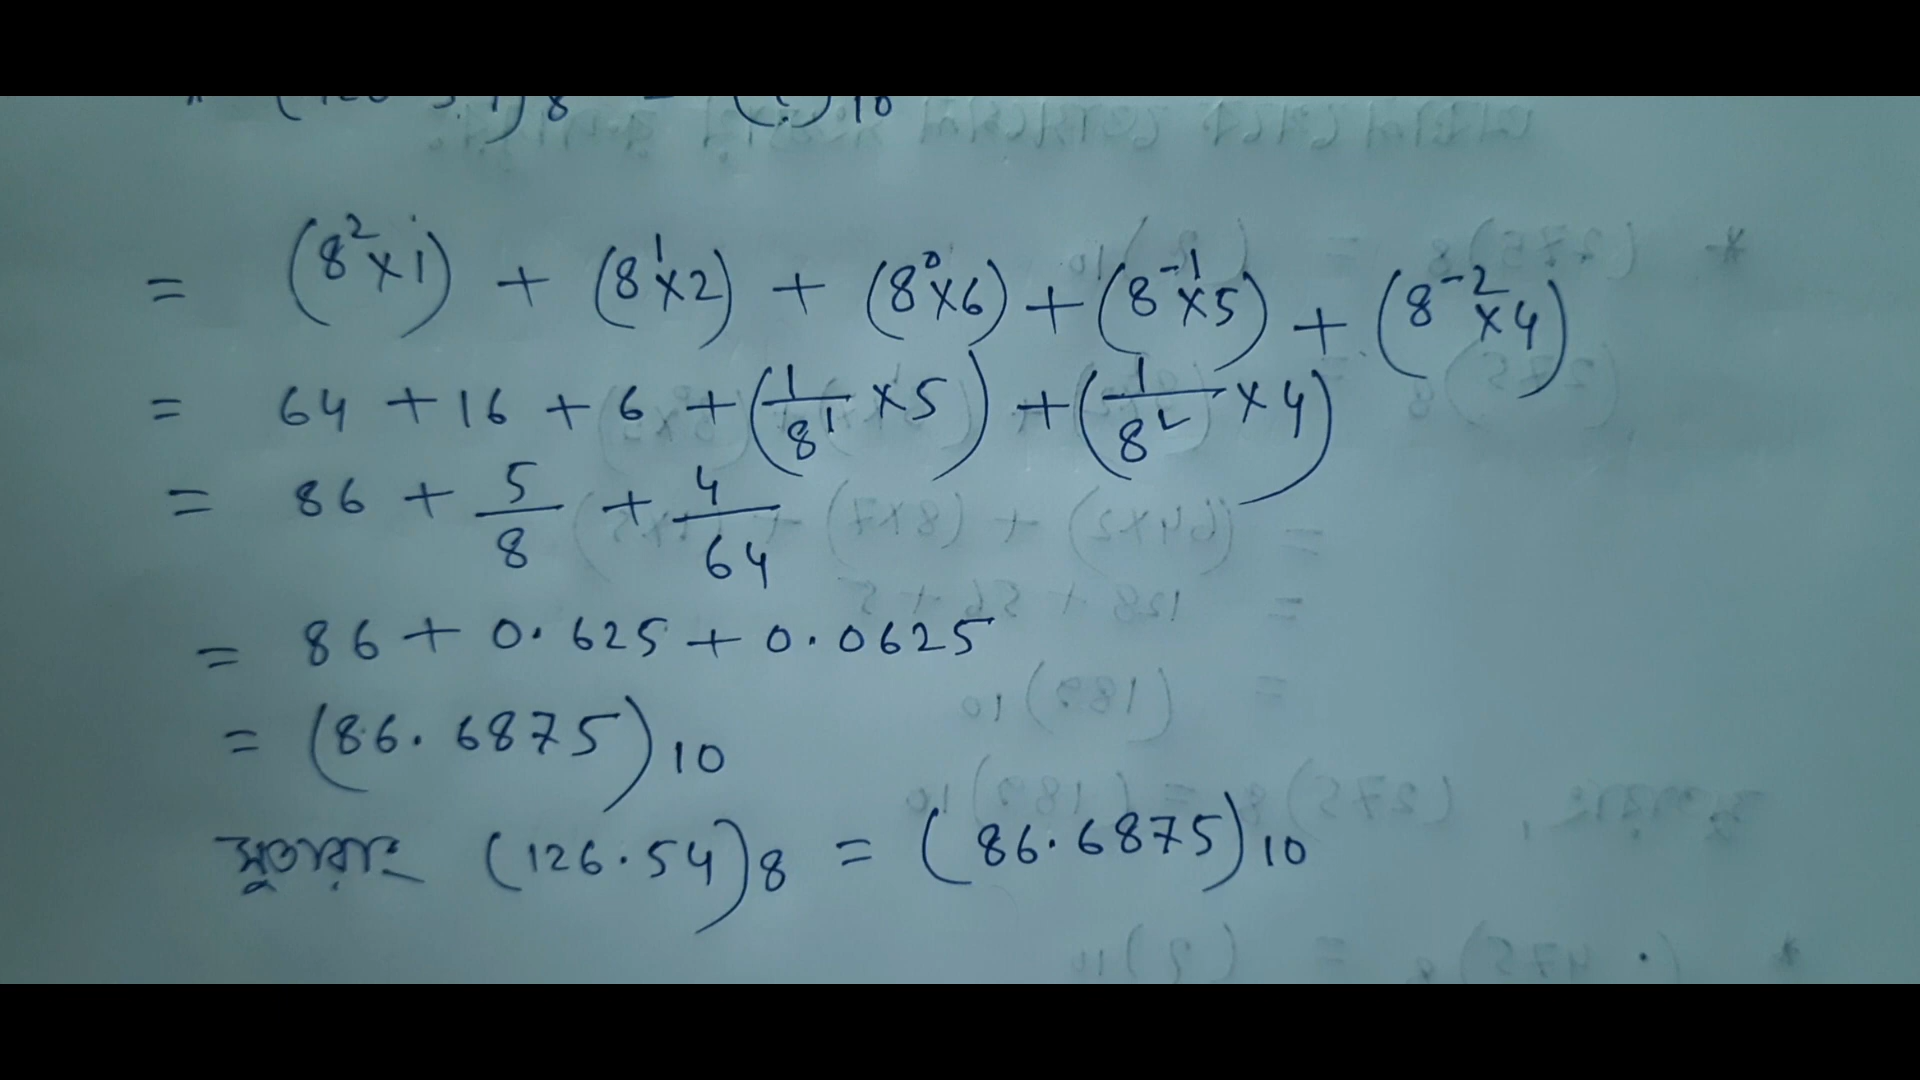 = (8²×1) + (8¹×2) + (8⁰×6) + (8⁻¹×5) + (8⁻²×4)
= 64 + 16 + 6 + (1/8¹ ×5) + (1/8² × 4)
= 86 + 5/8 + 4/64
= 86 + 0.625 + 0.0625
= (86.6875)10
সুতরাং (126.54)8 = (86.6875)10